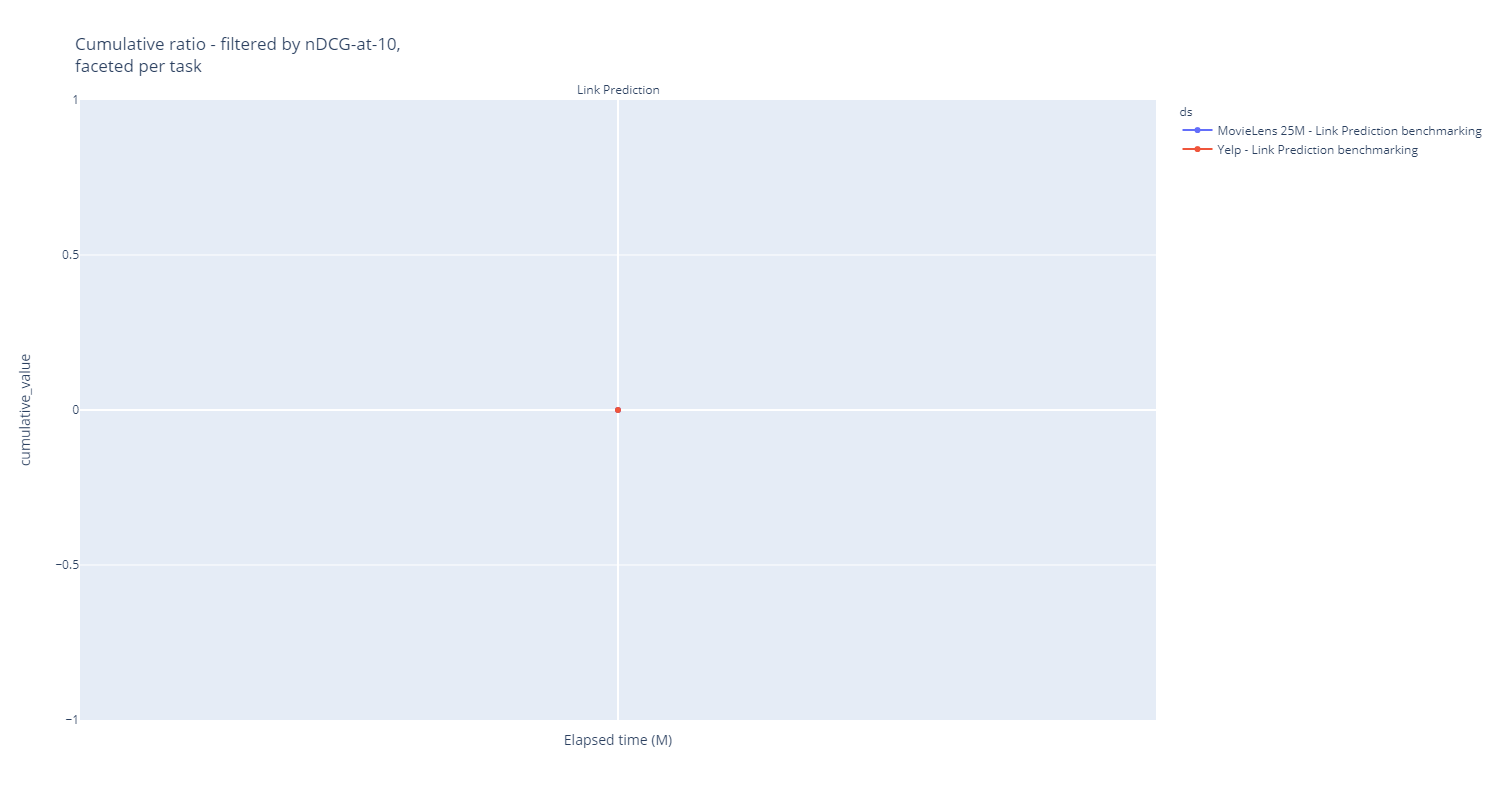 Cumulative ratio - filtered by nDCG-at-10,
faceted per task
Link Prediction
1
0.5
0
−0.5
−1
cumulative_value
Elapsed time (M)
ds
MovieLens 25M - Link Prediction benchmarking
Yelp - Link Prediction benchmarking